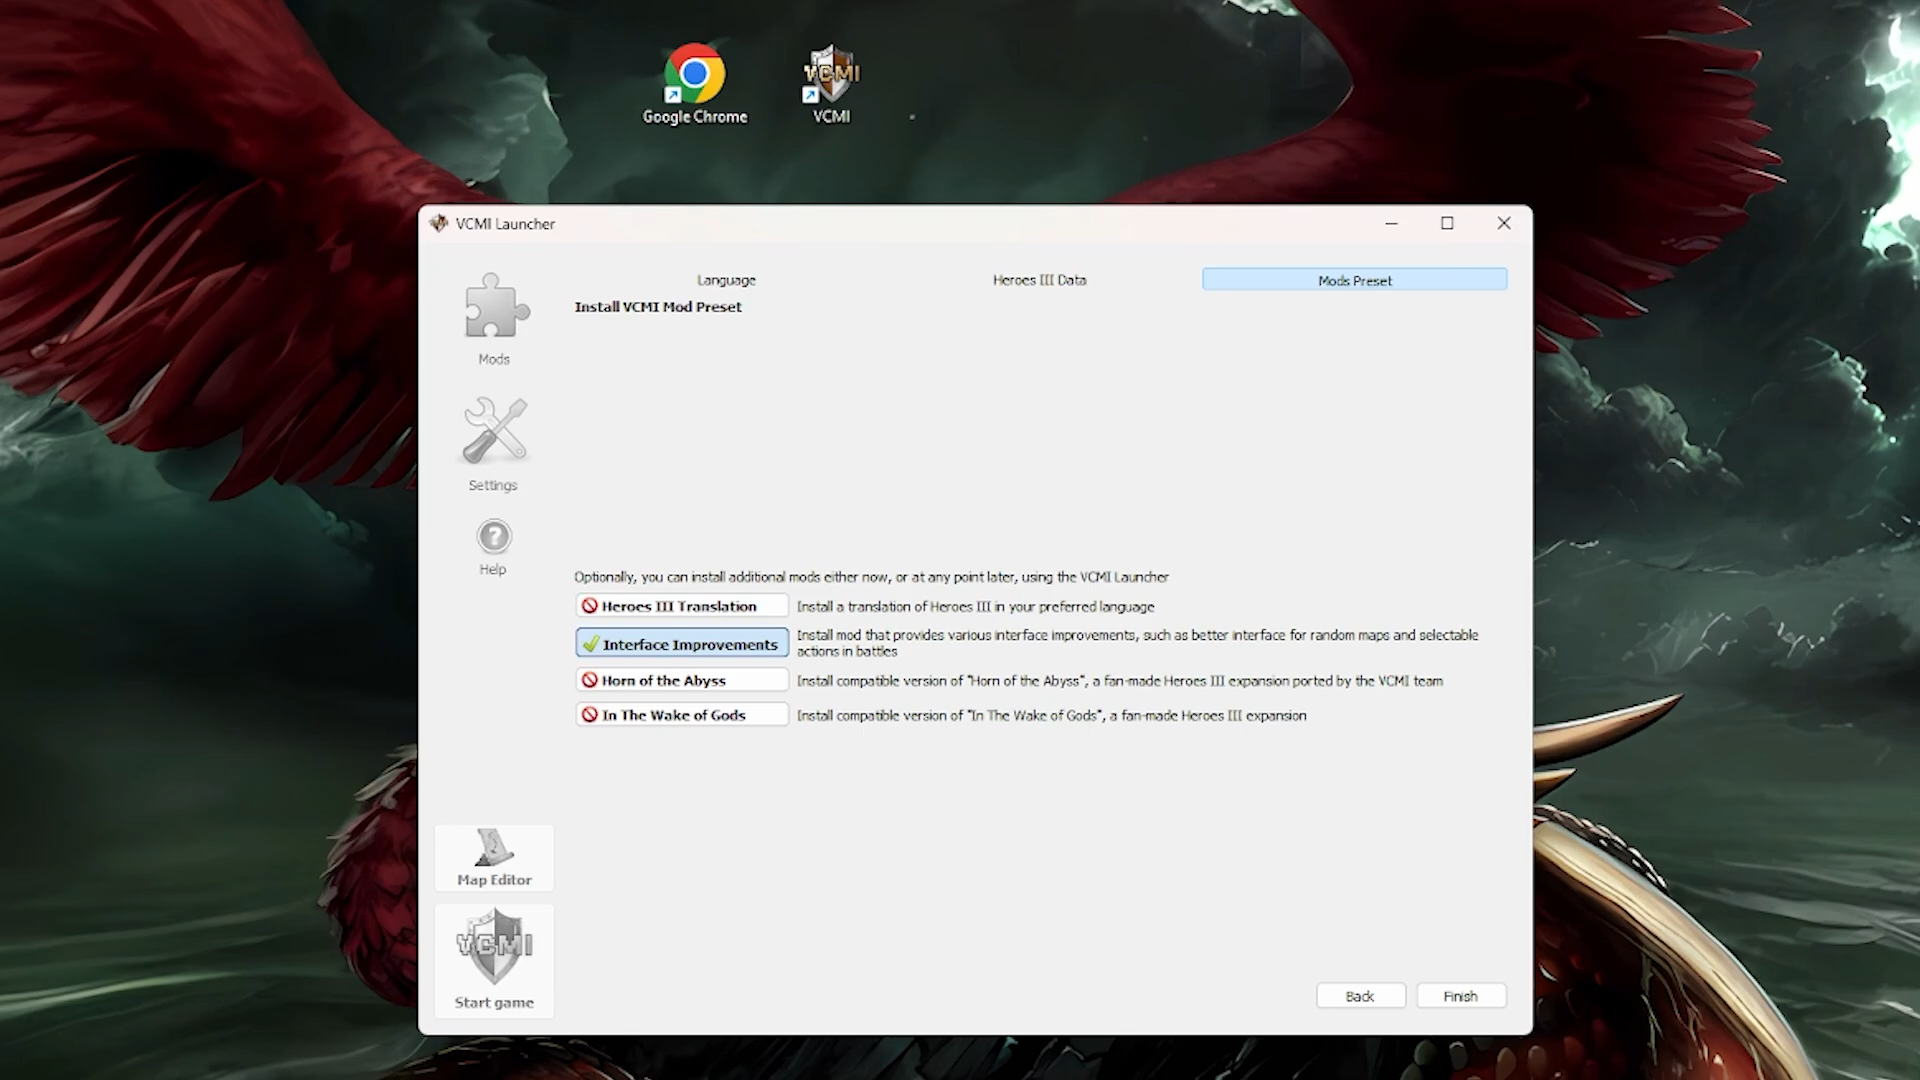 Google Chrome
VCMI
VCMI
VCMI Launcher
Language
Heroes III Data
Mods Preset
Install VCMI Mod Preset
Mods
Settings
?
Help
Optionally, you can install additional mods either now, or at any point later, using the VCMI Launcher
Heroes III Translation
Install a translation of Heroes III in your preferred language
Interface Improvements
Install mod that provides various interface improvements, such as better interface for random maps and selectable
actions in battles
Horn of the Abyss
Install compatible version of "Horn of the Abyss", a fan-made Heroes III expansion ported by the VCMI team
In The Wake of Gods
Install compatible version of "In The Wake of Gods", a fan-made Heroes III expansion
Map Editor
VCMI
Start game
Back
Finish